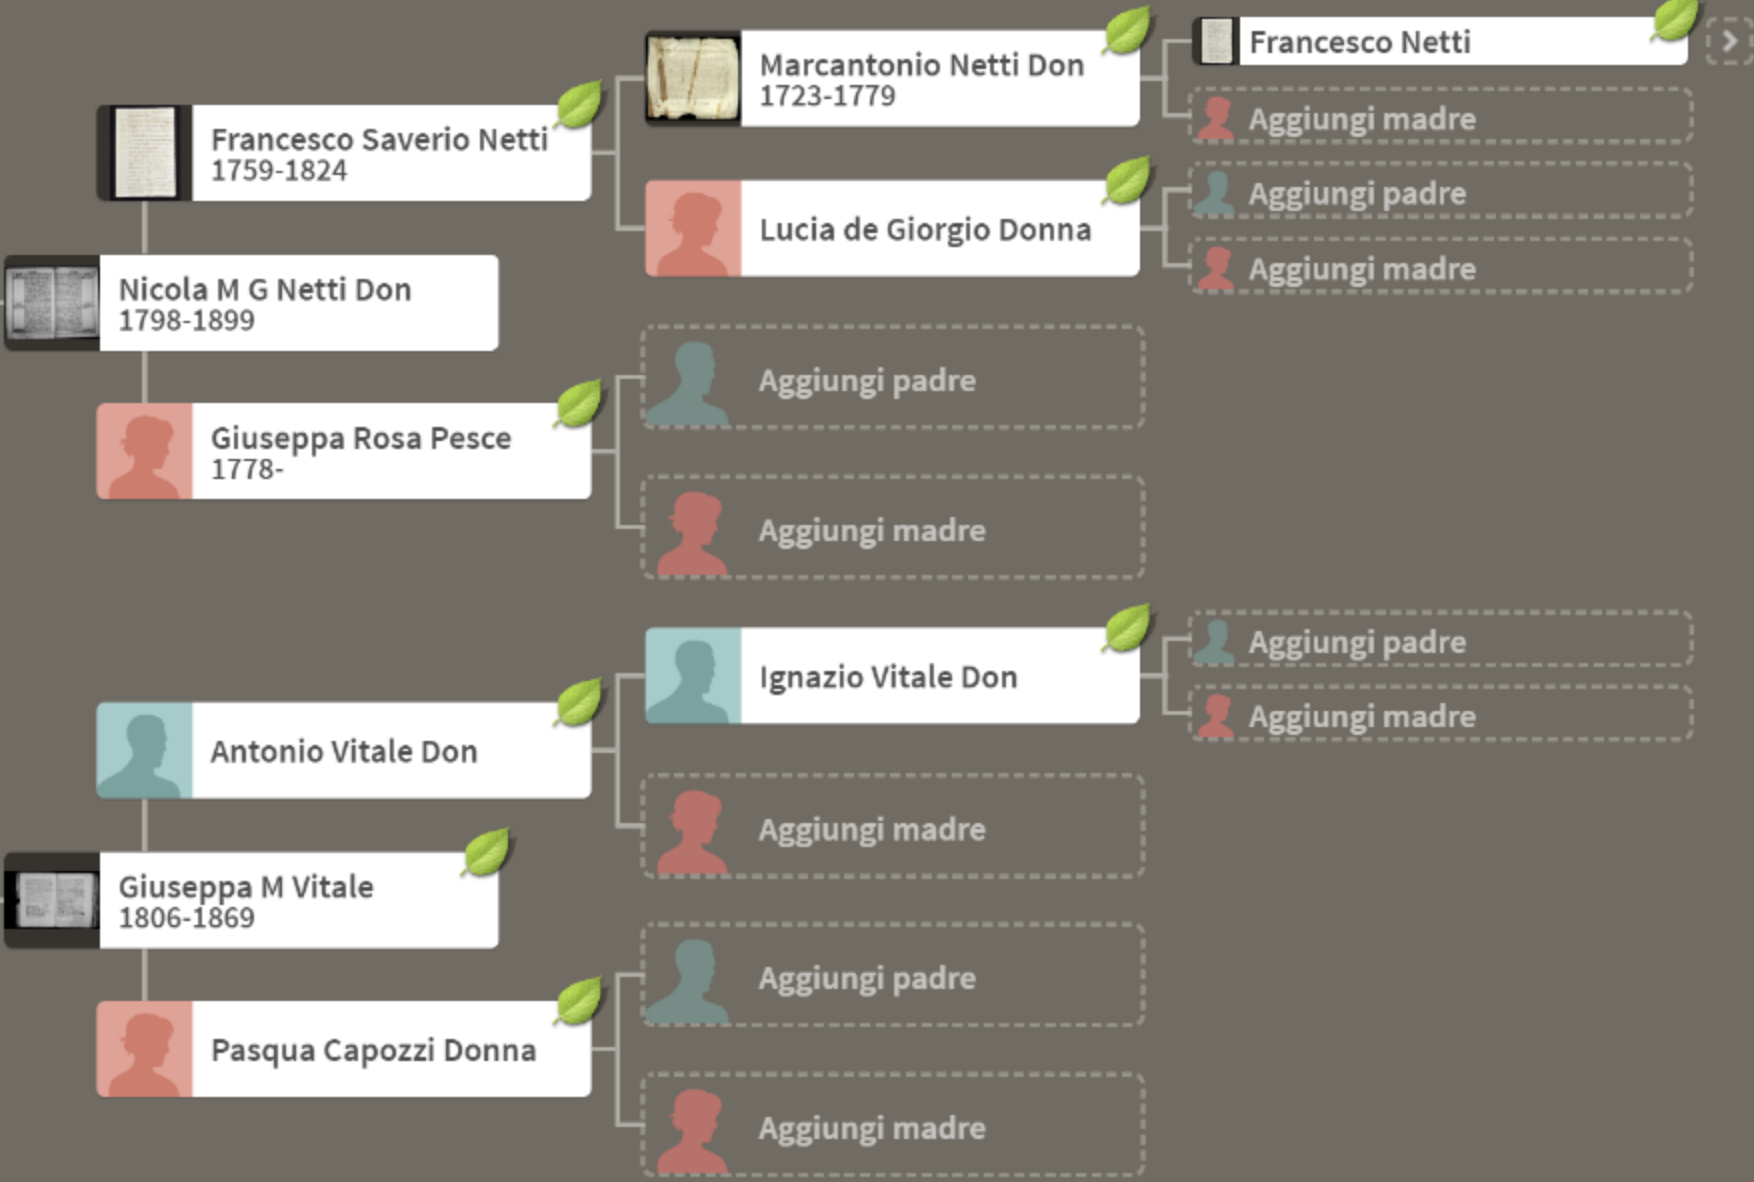 Francesco Netti
Marcantonio Netti Don
1723-1779
Aggiungi madre
Francesco Saverio Netti
1759-1824
Aggiungi padre
Lucia de Giorgio Donna
Aggiungi madre
Nicola M G Netti Don
1798-1899
Aggiungi padre
Giuseppa Rosa Pesce
1778-
Aggiungi madre
Aggiungi padre
Ignazio Vitale Don
Aggiungi madre
Antonio Vitale Don
Aggiungi madre
Giuseppa M Vitale
1806-1869
Aggiungi padre
Pasqua Capozzi Donna
Aggiungi madre